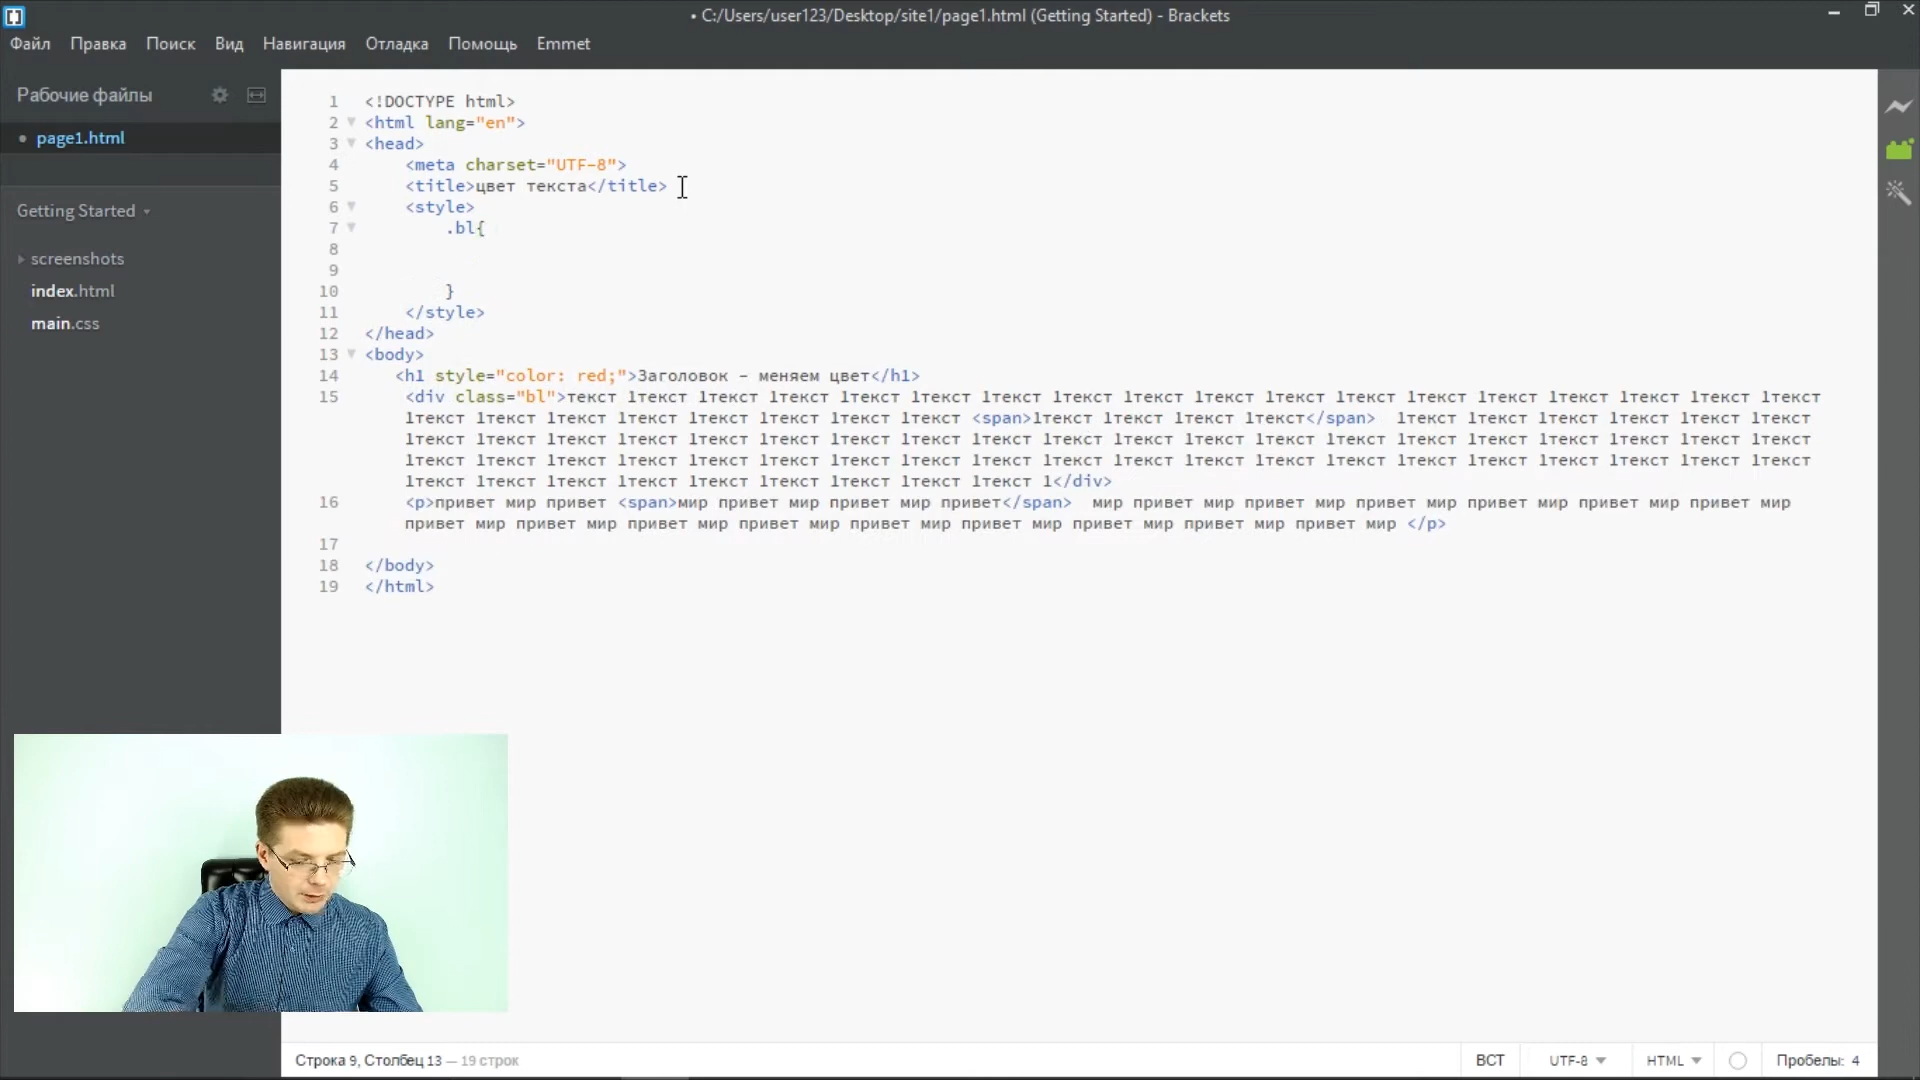 • C:/Users/user123/Desktop/site1/page1.html (Getting Started) - Brackets
Файл Правка Поиск Вид Навигация Отладка Помощь Emmet
Рабочие файлы
• page1.html
Getting Started
screenshots
index.html
main.css
1 <!DOCTYPE html>
2 <html lang="en">
3 <head>
4 <meta charset="UTF-8">
5 <title>цвет текста</title>
6 <style>
7 .bl{
8
9
10 }
11 </style>
12 </head>
13 <body>
14 <h1 style="color: red;">Заголовок - меняем цвет</h1>
15 <div class="bl">текст 1текст 1текст 1текст 1текст 1текст 1текст 1текст 1текст 1текст 1текст 1текст 1текст 1текст 1текст 1текст 1текст 1текст
1текст 1текст 1текст 1текст 1текст 1текст 1текст 1текст <span>1текст 1текст 1текст 1текст</span> 1текст 1текст 1текст 1текст 1текст 1текст
1текст 1текст 1текст 1текст 1текст 1текст 1текст 1текст 1текст 1текст 1текст 1текст 1текст 1текст 1текст 1текст 1текст 1текст 1текст 1текст
1текст 1текст 1текст 1текст 1текст 1текст 1текст 1текст 1текст 1текст 1текст 1текст 1текст 1текст 1текст 1текст 1текст 1текст 1текст 1текст
1текст 1текст 1текст 1текст 1текст 1текст 1текст 1текст 1текст 1</div>
16 <p>привет мир привет <span>мир привет мир привет мир привет</span> мир привет мир привет мир привет мир привет мир привет мир привет мир
привет мир привет мир привет мир привет мир привет мир привет мир привет мир привет мир привет мир </p>
17
18 </body>
19 </html>
Строка 9, Столбец 13 — 19 строк
ВСТ UTF-8 HTML Пробелы: 4